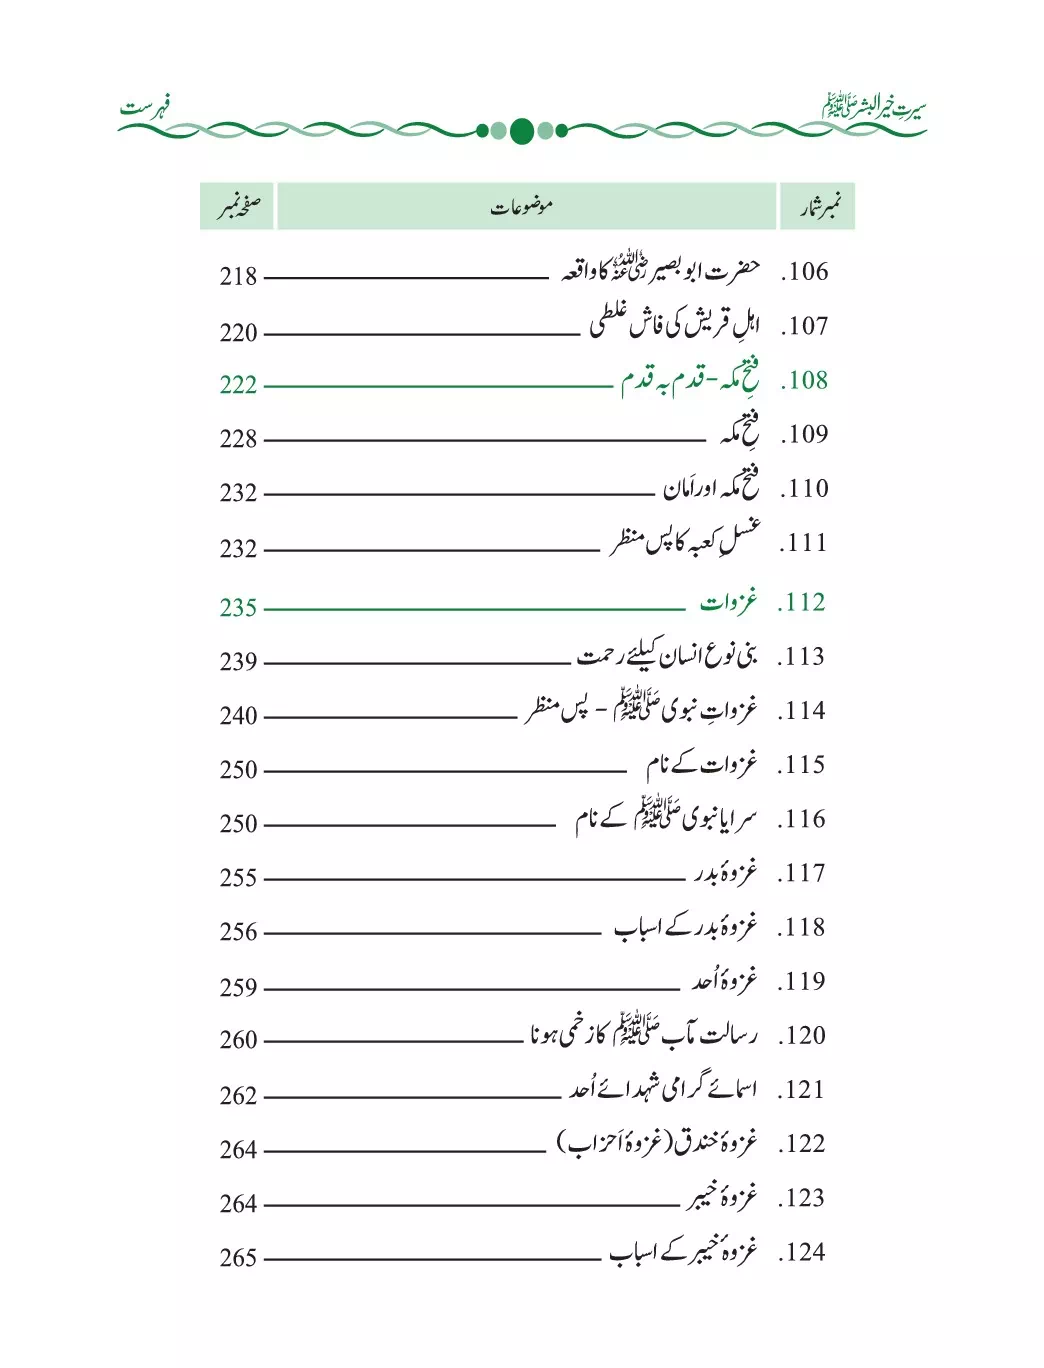 سیرتِ خیر البشر ﷺ فہرست
نمبر شمار موضوعات صفحہ نمبر
106. حضرت ابو بصیر رضی اللہ عنہ کا واقعہ 218
107. اہلِ قریش کی فاش غلطی 220
108. فتحِ مکہ - قدم بہ قدم 222
109. فتحِ مکہ 228
110. فتح مکہ اور اَمان 232
111. غسلِ کعبہ کا پس منظر 232
112. غزوات 235
113. بنی نوع انسان کیلئے رحمت 239
114. غزواتِ نبوی ﷺ - پس منظر 240
115. غزوات کے نام 250
116. سرایا نبوی ﷺ کے نام 250
117. غزوۂ بدر 255
118. غزوۂ بدر کے اسباب 256
119. غزوۂ اُحد 259
120. رسالت مآب ﷺ کا زخمی ہونا 260
121. اسمائے گرامی شہدائے اُحد 262
122. غزوۂ خندق (غزوۂ اَحزاب) 264
123. غزوۂ خیبر 264
124. غزوۂ خیبر کے اسباب 265